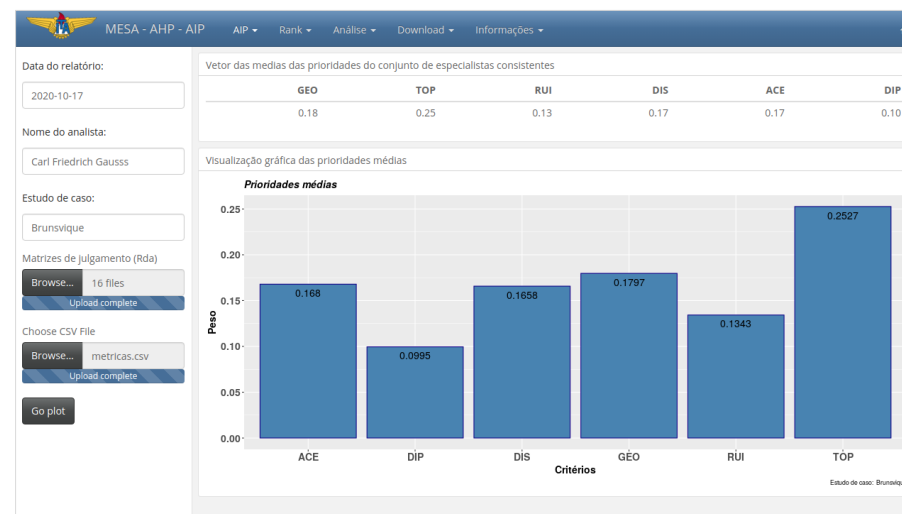 MESA - AHP - AIP AIP Rank Análise Download Informações
Data do relatório:
2020-10-17
Nome do analista:
Carl Friedrich Gausss
Estudo de caso:
Brunsvique
Matrizes de julgamento (Rda)
Browse... 16 files
Upload complete
Choose CSV File
Browse... metricas.csv
Upload complete
Go plot
Vetor das medias das prioridades do conjunto de especialistas consistentes
GEO TOP RUI DIS ACE DIP
0.18 0.25 0.13 0.17 0.17 0.10
Visualização gráfica das prioridades médias
Prioridades médias
Peso
0.25
0.20
0.15
0.10
0.05
0.00
0.168
0.0995
0.1658
0.1797
0.1343
0.2527
ACE DIP DIS GEO RUI TOP
Critérios
Estudo de caso: Brunsviqu